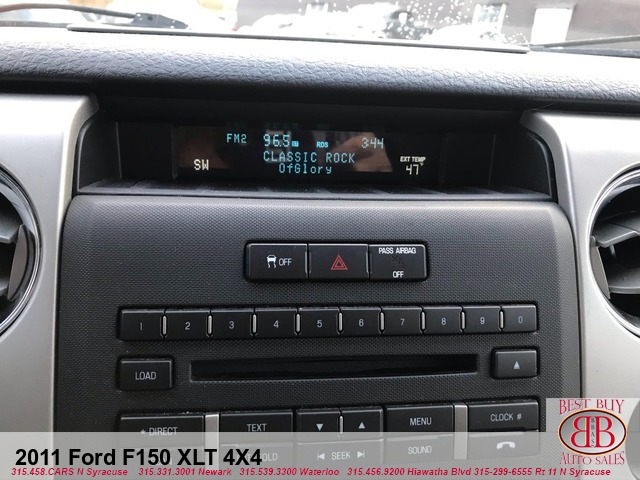 FM2 96.5 RDS 3:44
CLASSIC ROCK
OfGlory
SW
EXT TEMP
47°
OFF
PASS AIRBAG
OFF
1 2 3 4 5 6 7 8 9 0
LOAD
DIRECT TEXT MENU CLOCK #
SEEK SOUND
BEST BUY
BAB
AUTO SALES
2011 Ford F150 XLT 4X4
315.458.CARS N Syracuse 315.331.3001 Newark 315.539.3300 Waterloo 315.456.9200 Hiawatha Blvd 315-299-6555 Rt 11 N Syracuse